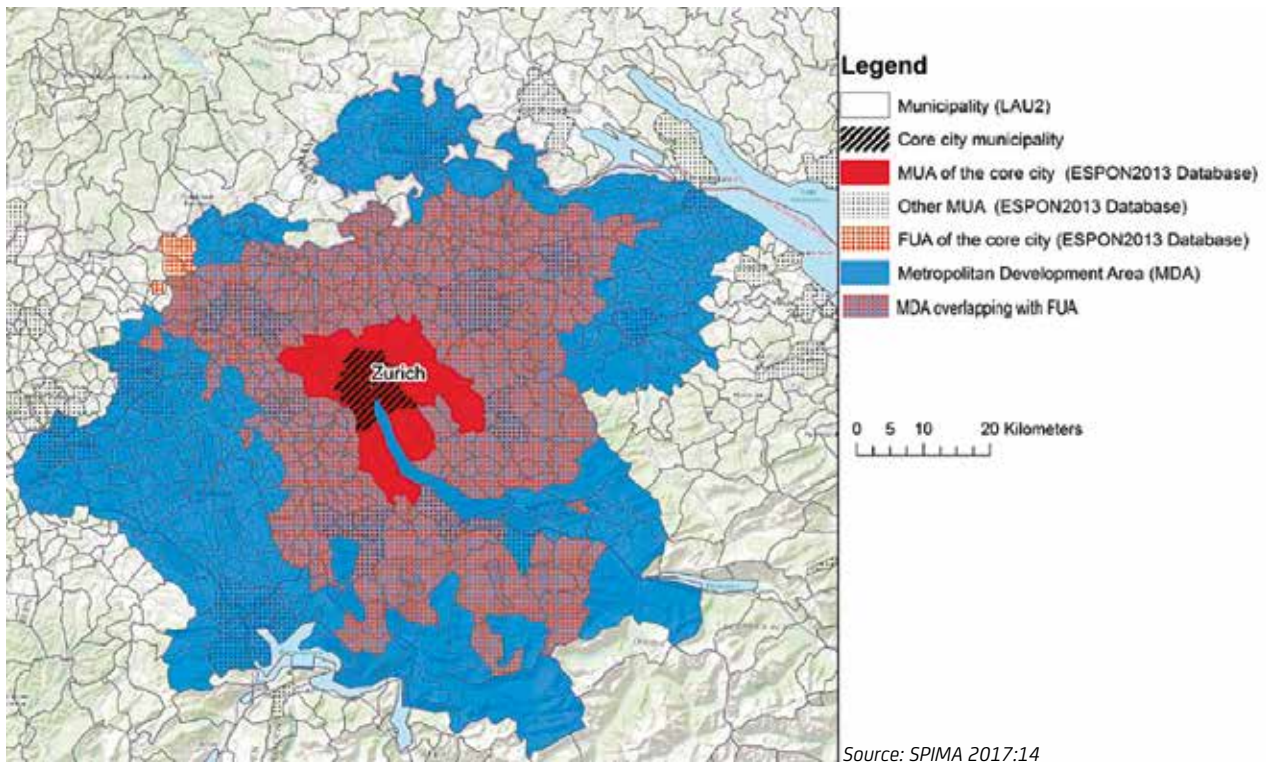 Zurich
Legend
Municipality (LAU2)
Core city municipality
MUA of the core city (ESPON2013 Database)
Other MUA (ESPON2013 Database)
FUA of the core city (ESPON2013 Database)
Metropolitan Development Area (MDA)
MDA overlapping with FUA
0 5 10 20 Kilometers
Source: SPIMA 2017:14